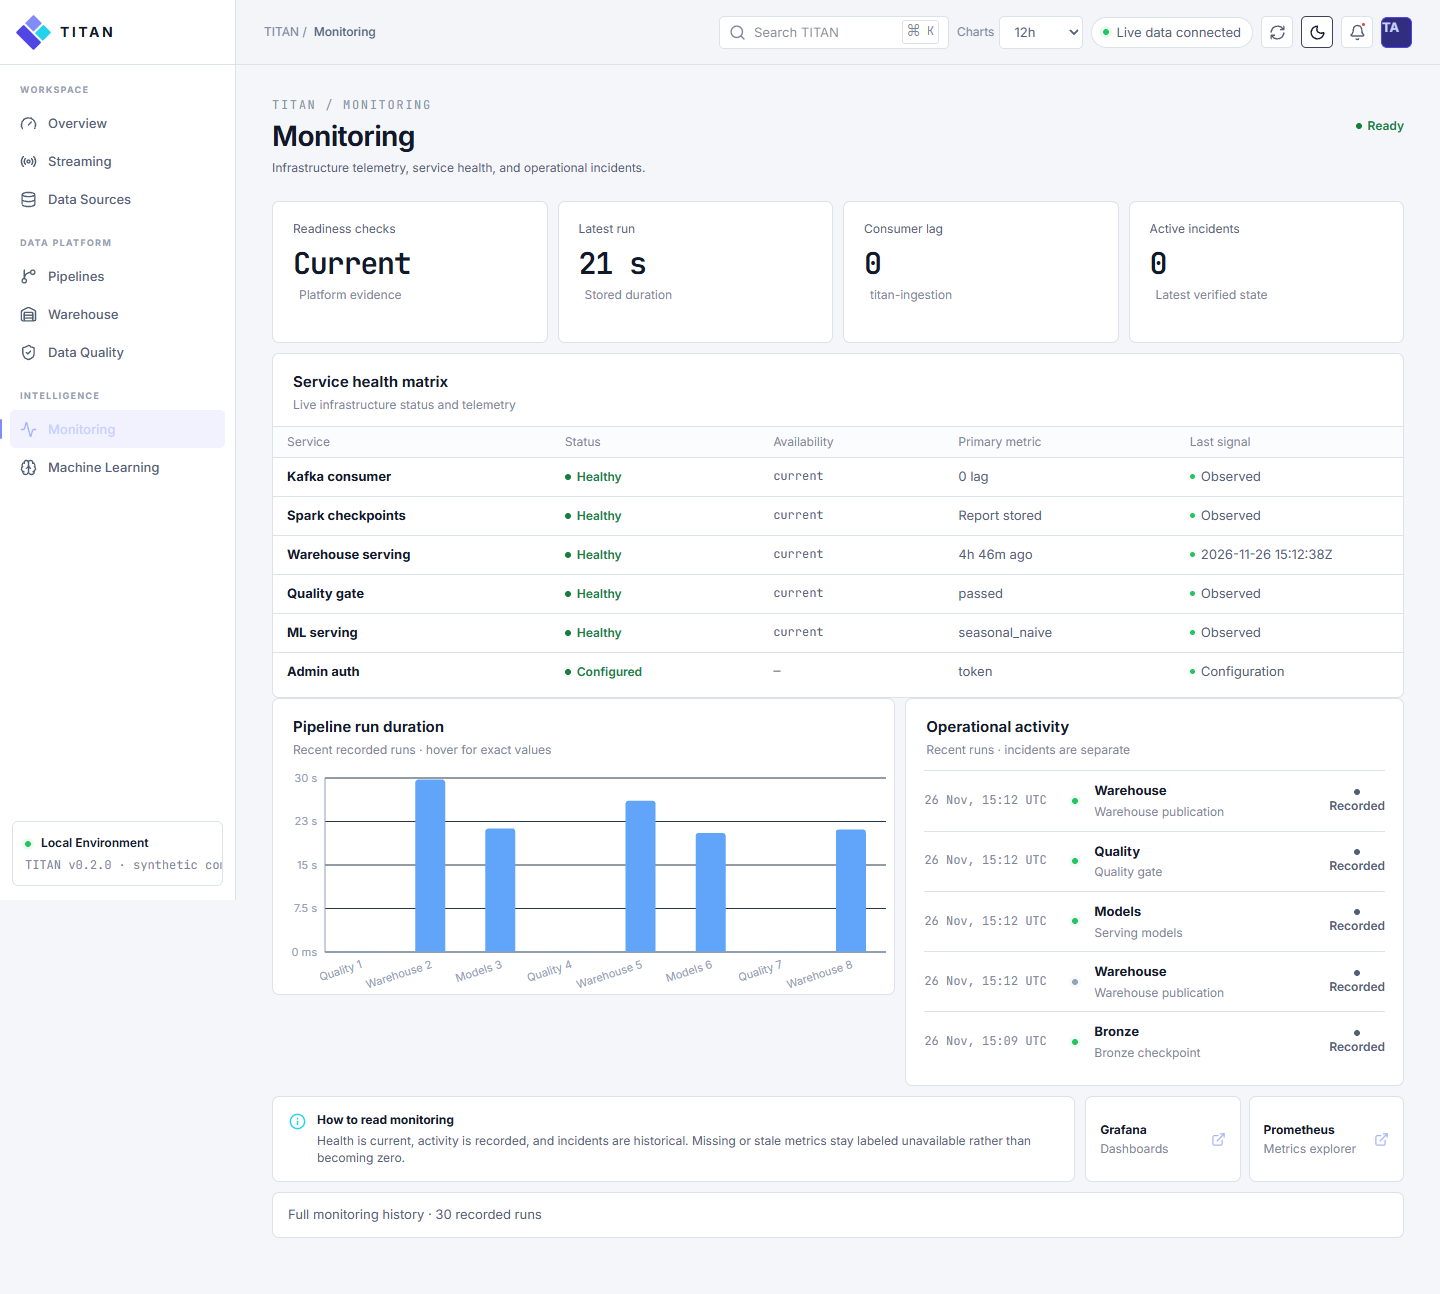 TITAN
TITAN / Monitoring
Search TITAN
⌘ K
Charts
12h
Live data connected
TA
WORKSPACE
Overview
Streaming
Data Sources
DATA PLATFORM
Pipelines
Warehouse
Data Quality
INTELLIGENCE
Monitoring
Machine Learning
Local Environment
TITAN v0.2.0 · synthetic
TITAN / MONITORING
Monitoring
Infrastructure telemetry, service health, and operational incidents.
Ready
Readiness checks
Current
Platform evidence
Latest run
21 s
Stored duration
Consumer lag
0
titan-ingestion
Active incidents
0
Latest verified state
Service health matrix
Live infrastructure status and telemetry
Service Status Availability Primary metric Last signal
Kafka consumer Healthy current 0 lag Observed
Spark checkpoints Healthy current Report stored Observed
Warehouse serving Healthy current 4h 46m ago 2026-11-26 15:12:38Z
Quality gate Healthy current passed Observed
ML serving Healthy current seasonal_naive Observed
Admin auth Configured — token Configuration
Pipeline run duration
Recent recorded runs · hover for exact values
30 s
23 s
15 s
7.5 s
0 ms
Quality 1
Warehouse 2
Models 3
Quality 4
Warehouse 5
Models 6
Quality 7
Warehouse 8
Operational activity
Recent runs · incidents are separate
26 Nov, 15:12 UTC
Warehouse
Warehouse publication
Recorded
26 Nov, 15:12 UTC
Quality
Quality gate
Recorded
26 Nov, 15:12 UTC
Models
Serving models
Recorded
26 Nov, 15:12 UTC
Warehouse
Warehouse publication
Recorded
26 Nov, 15:09 UTC
Bronze
Bronze checkpoint
Recorded
How to read monitoring
Health is current, activity is recorded, and incidents are historical. Missing or stale metrics stay labeled unavailable rather than
becoming zero.
Grafana
Dashboards
Prometheus
Metrics explorer
Full monitoring history · 30 recorded runs